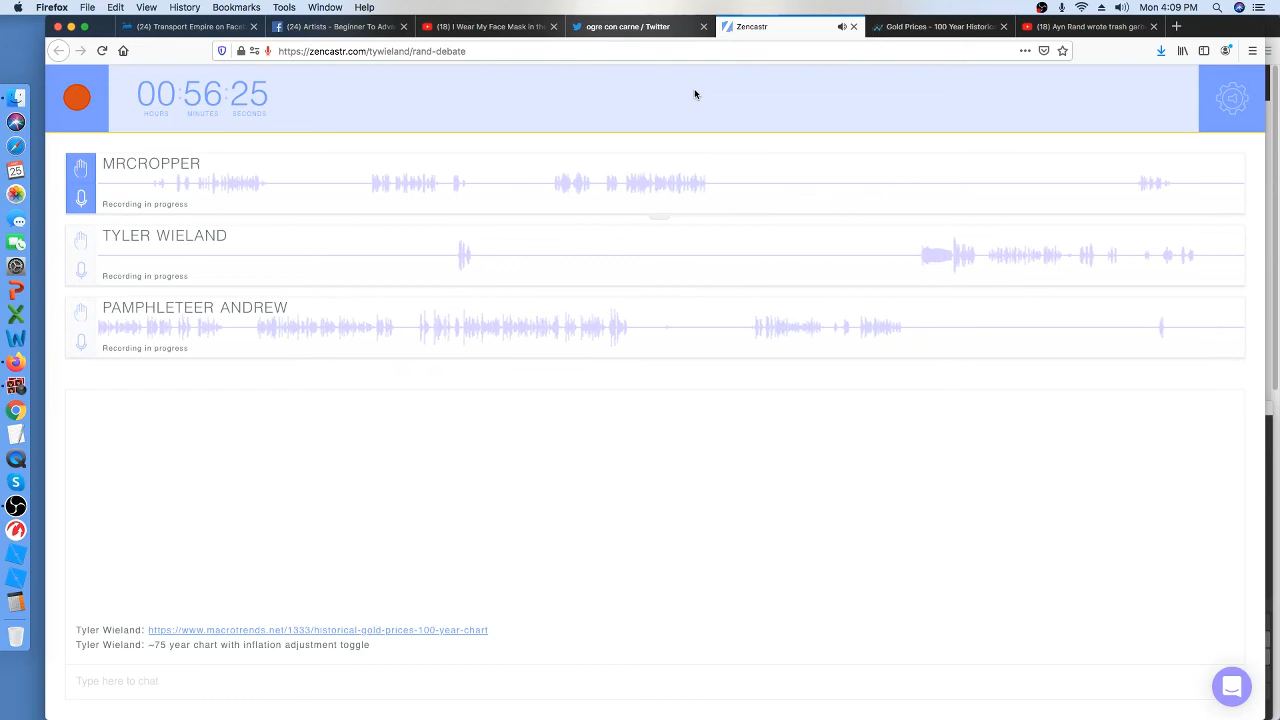 Firefox File Edit View History Bookmarks Tools Window Help
Mon 4:09 PM
(24) Transport Empire on Faceb
(24) Artists - Beginner To Adv
(18) I Wear My Face Mask in th
ogre con carne / Twitter
Zencastr
Gold Prices - 100 Year Historic
(18) Ayn Rand wrote trash garb
https://zencastr.com/tywieland/rand-debate
00:56:25
HOURS MINUTES SECONDS
MRCROPPER
Recording in progress
TYLER WIELAND
Recording in progress
PAMPHLETEER ANDREW
Recording in progress
Tyler Wieland: https://www.macrotrends.net/1333/historical-gold-prices-100-year-chart
Tyler Wieland: ~75 year chart with inflation adjustment toggle
Type here to chat